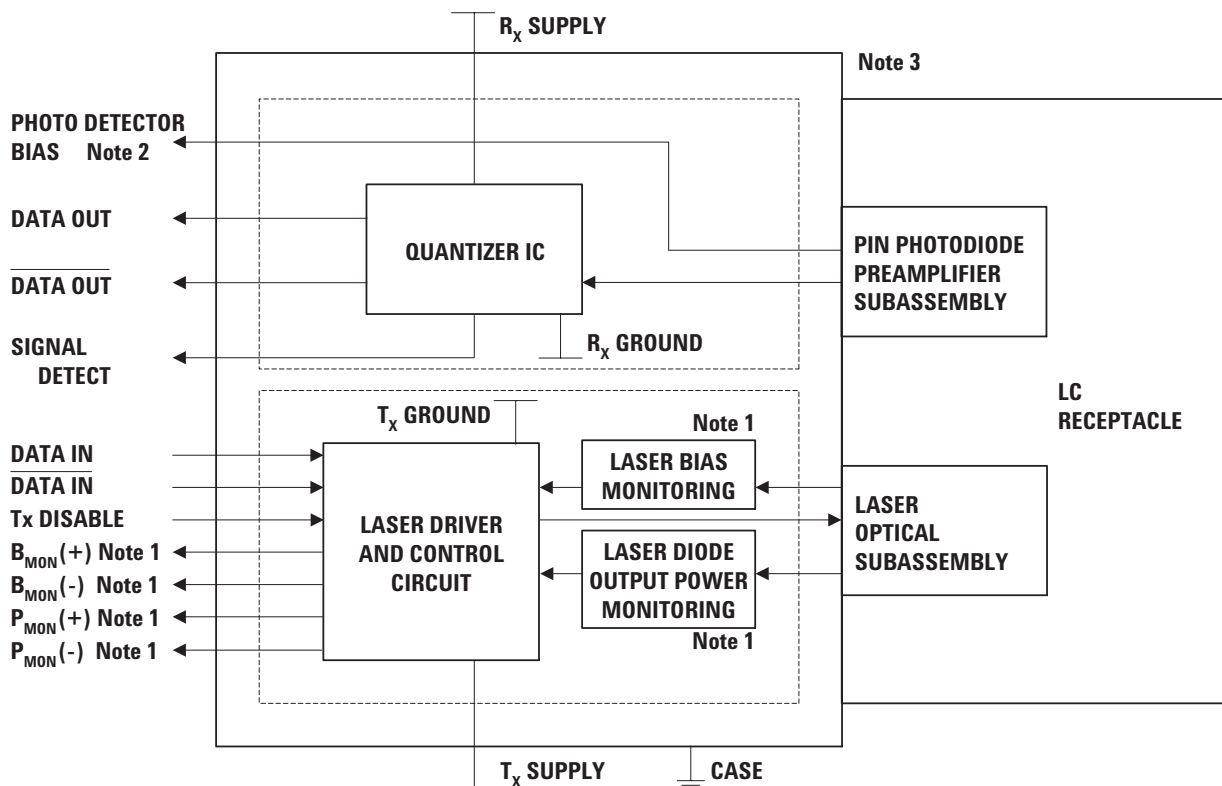 R_X SUPPLY
Note 3
PHOTO DETECTOR
BIAS Note 2
DATA OUT
QUANTIZER IC
PIN PHOTODIODE
PREAMPLIFIER
SUBASSEMBLY
DATA OUT
R_X GROUND
SIGNAL
DETECT
T_X GROUND
Note 1
LC
RECEPTACLE
DATA IN
DATA IN
Tx DISABLE
B_MON(+) Note 1
B_MON(-) Note 1
P_MON(+) Note 1
P_MON(-) Note 1
LASER DRIVER
AND CONTROL
CIRCUIT
LASER BIAS
MONITORING
LASER DIODE
OUTPUT POWER
MONITORING
Note 1
LASER
OPTICAL
SUBASSEMBLY
T_X SUPPLY
CASE